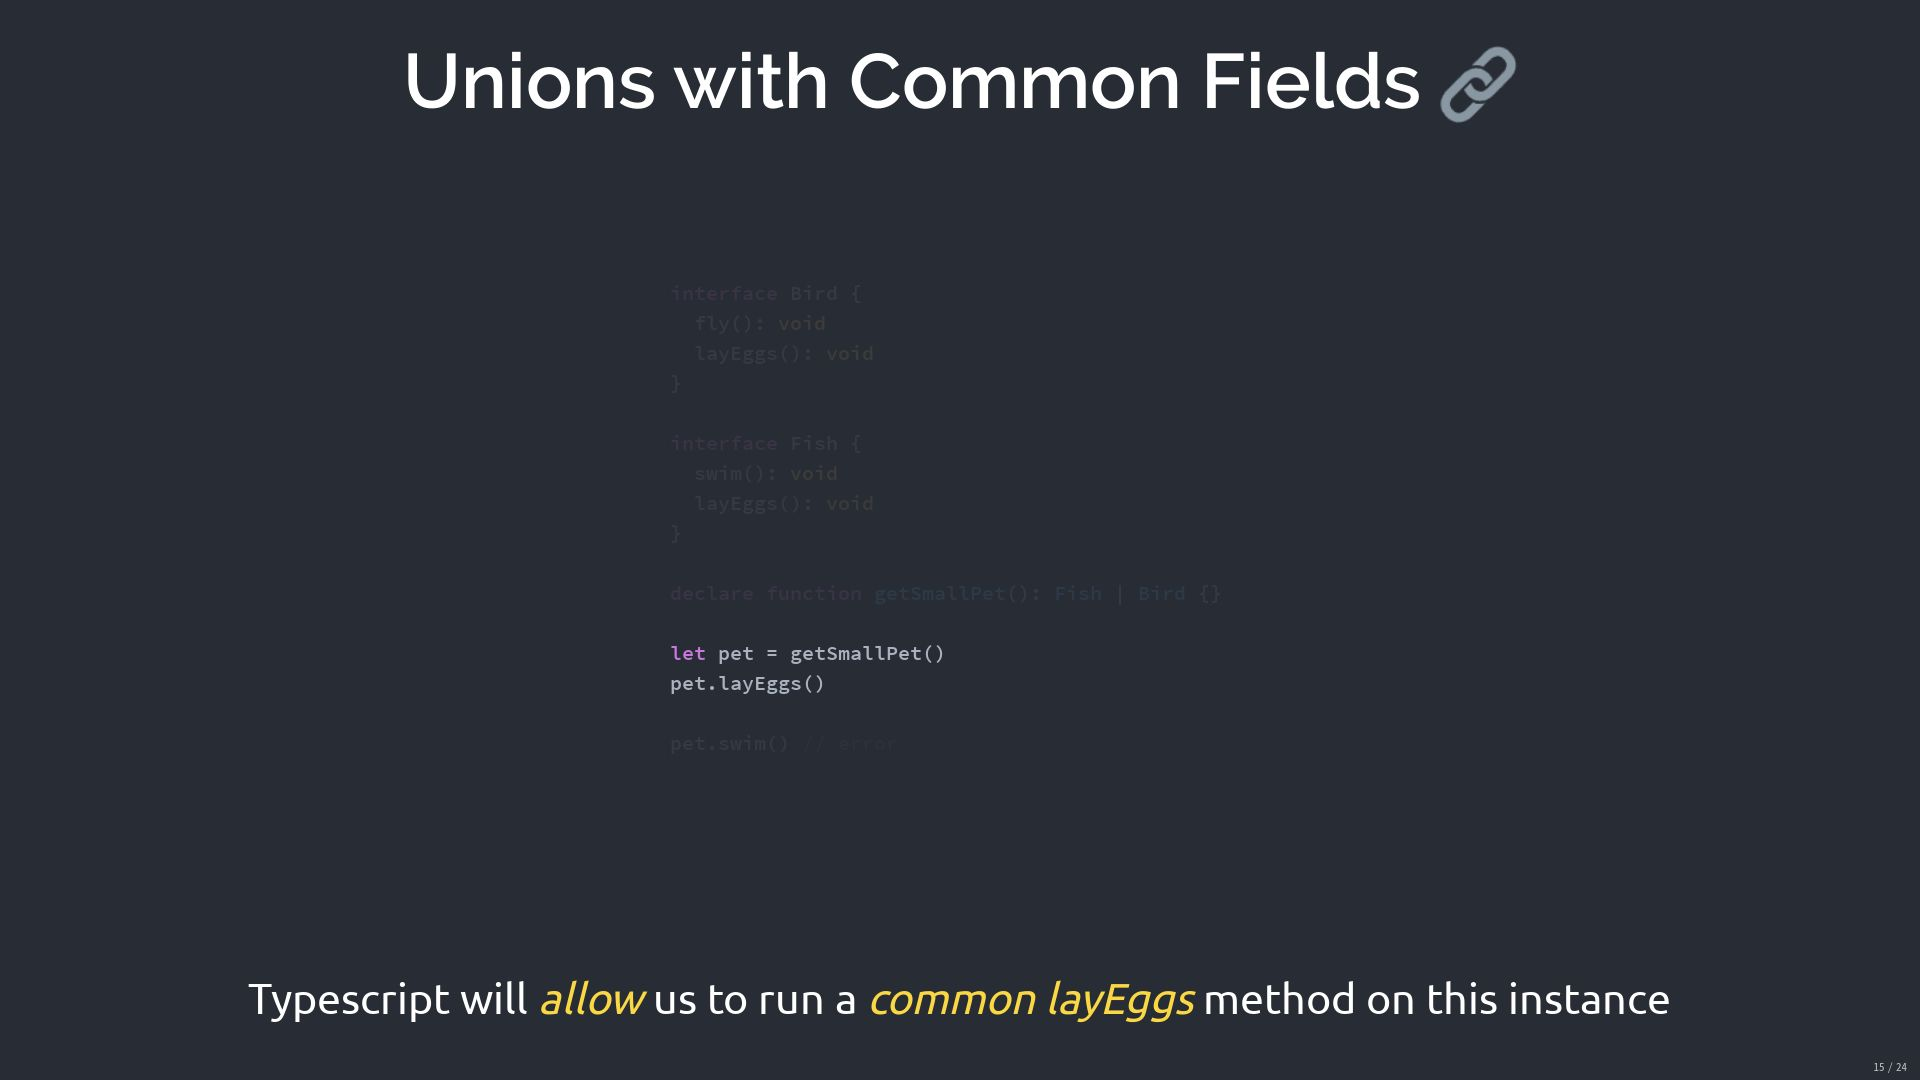 Unions with Common Fields
interface Bird {
  fly(): void
  layEggs(): void
}
interface Fish {
  swim(): void
  layEggs(): void
}
declare function getSmallPet(): Fish | Bird {}
let pet = getSmallPet()
pet.layEggs()
pet.swim() // error
Typescript will allow us to run a common layEggs method on this instance
15 / 24